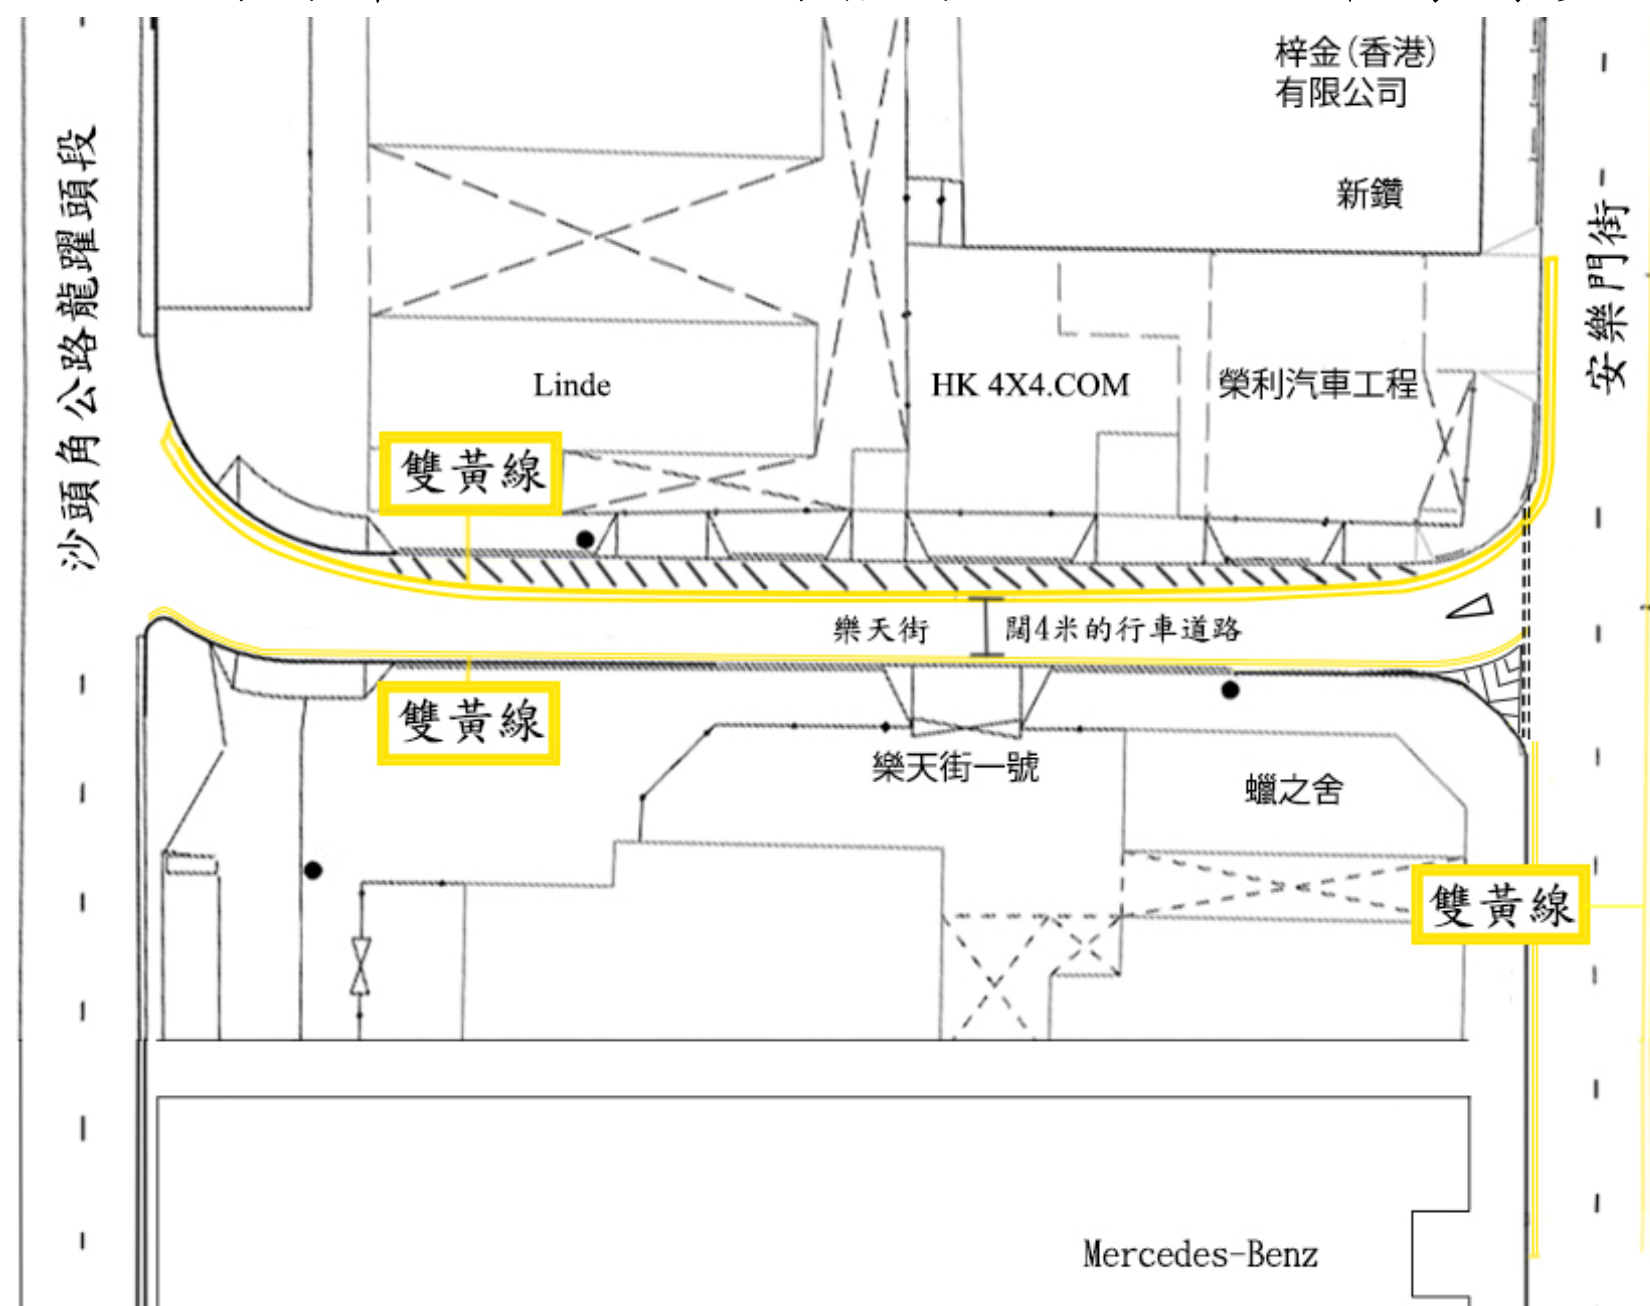 梓金(香港)
有限公司
新鑽
沙頭角公路龍躍頭段
安樂門街
Linde
HK 4X4.COM
榮利汽車工程
雙黃線
樂天街
闊4米的行車道路
雙黃線
樂天街一號
蠟之舍
雙黃線
Mercedes-Benz